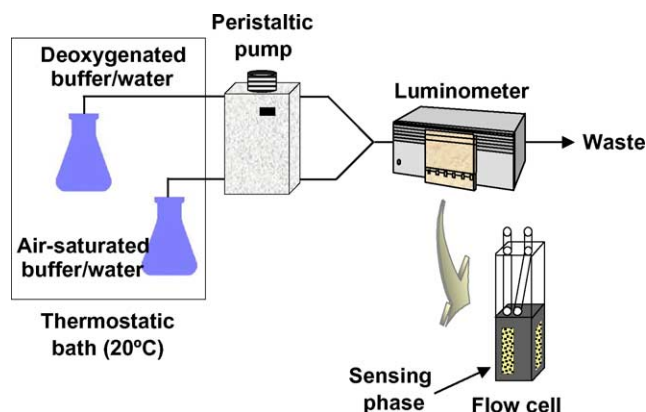 Peristaltic
pump
Deoxygenated
buffer/water
Luminometer
Waste
Air-saturated
buffer/water
Thermostatic
bath (20ºC)
Sensing
phase
Flow cell